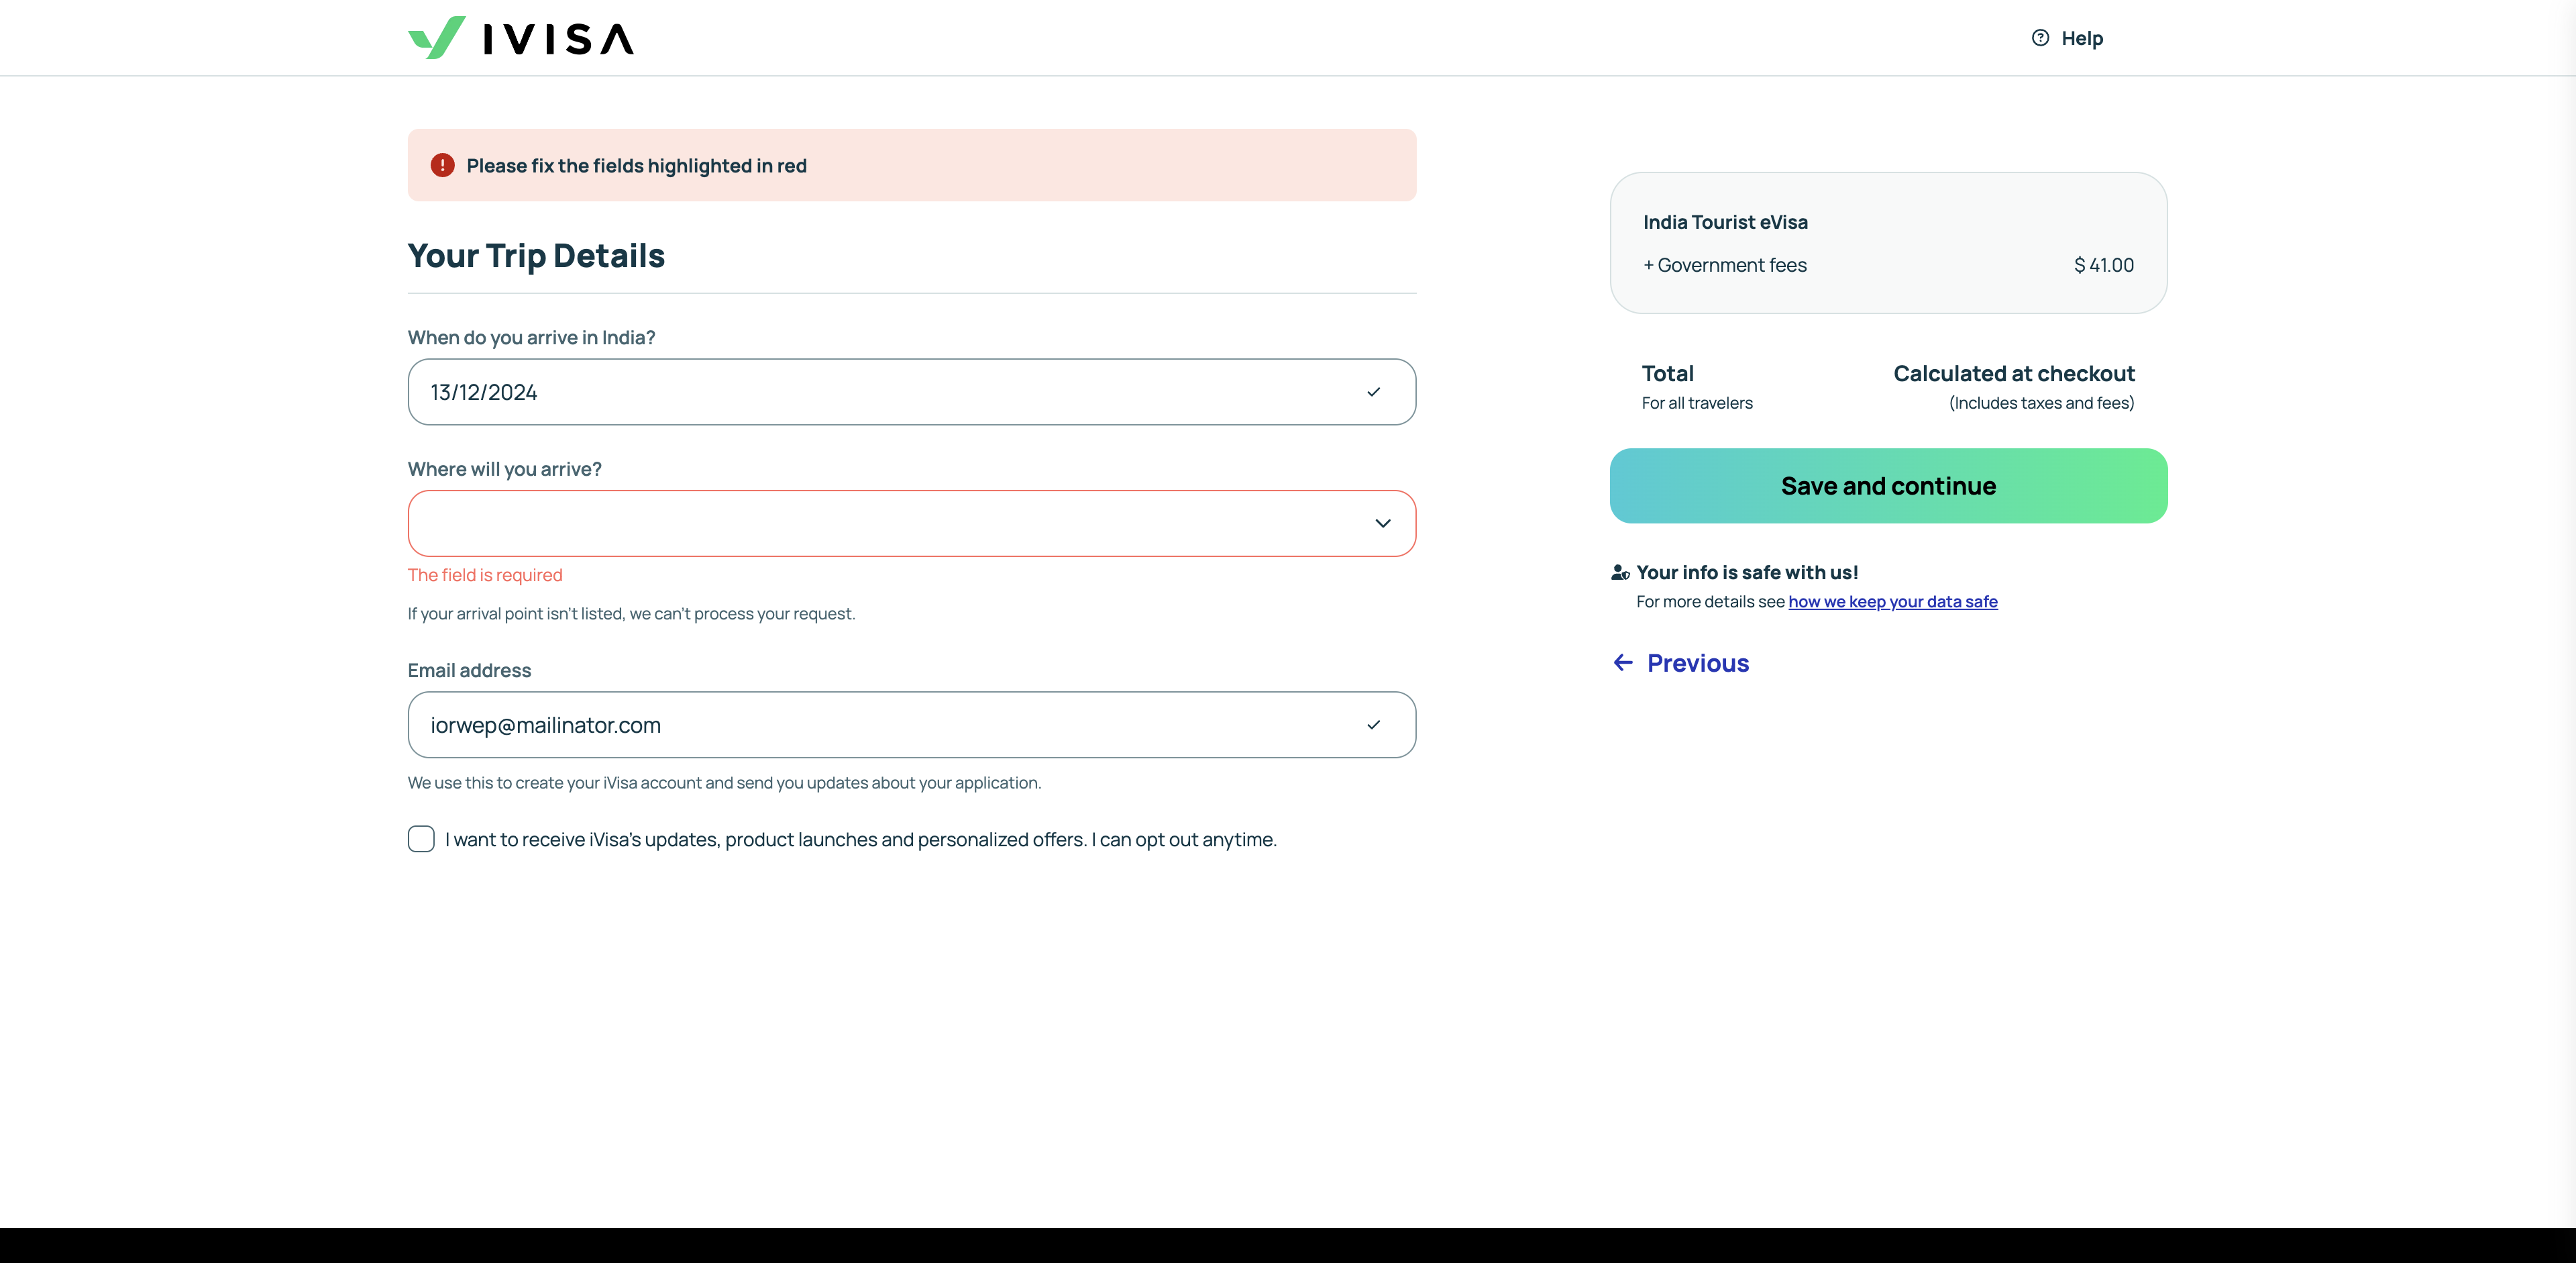 IVISA
Help
Please fix the fields highlighted in red
Your Trip Details
When do you arrive in India?
13/12/2024
Where will you arrive?
The field is required
If your arrival point isn't listed, we can't process your request.
Email address
iorwep@mailinator.com
We use this to create your iVisa account and send you updates about your application.
I want to receive iVisa's updates, product launches and personalized offers. I can opt out anytime.
India Tourist eVisa
+ Government fees $ 41.00
Total Calculated at checkout
For all travelers (Includes taxes and fees)
Save and continue
Your info is safe with us!
For more details see how we keep your data safe
Previous